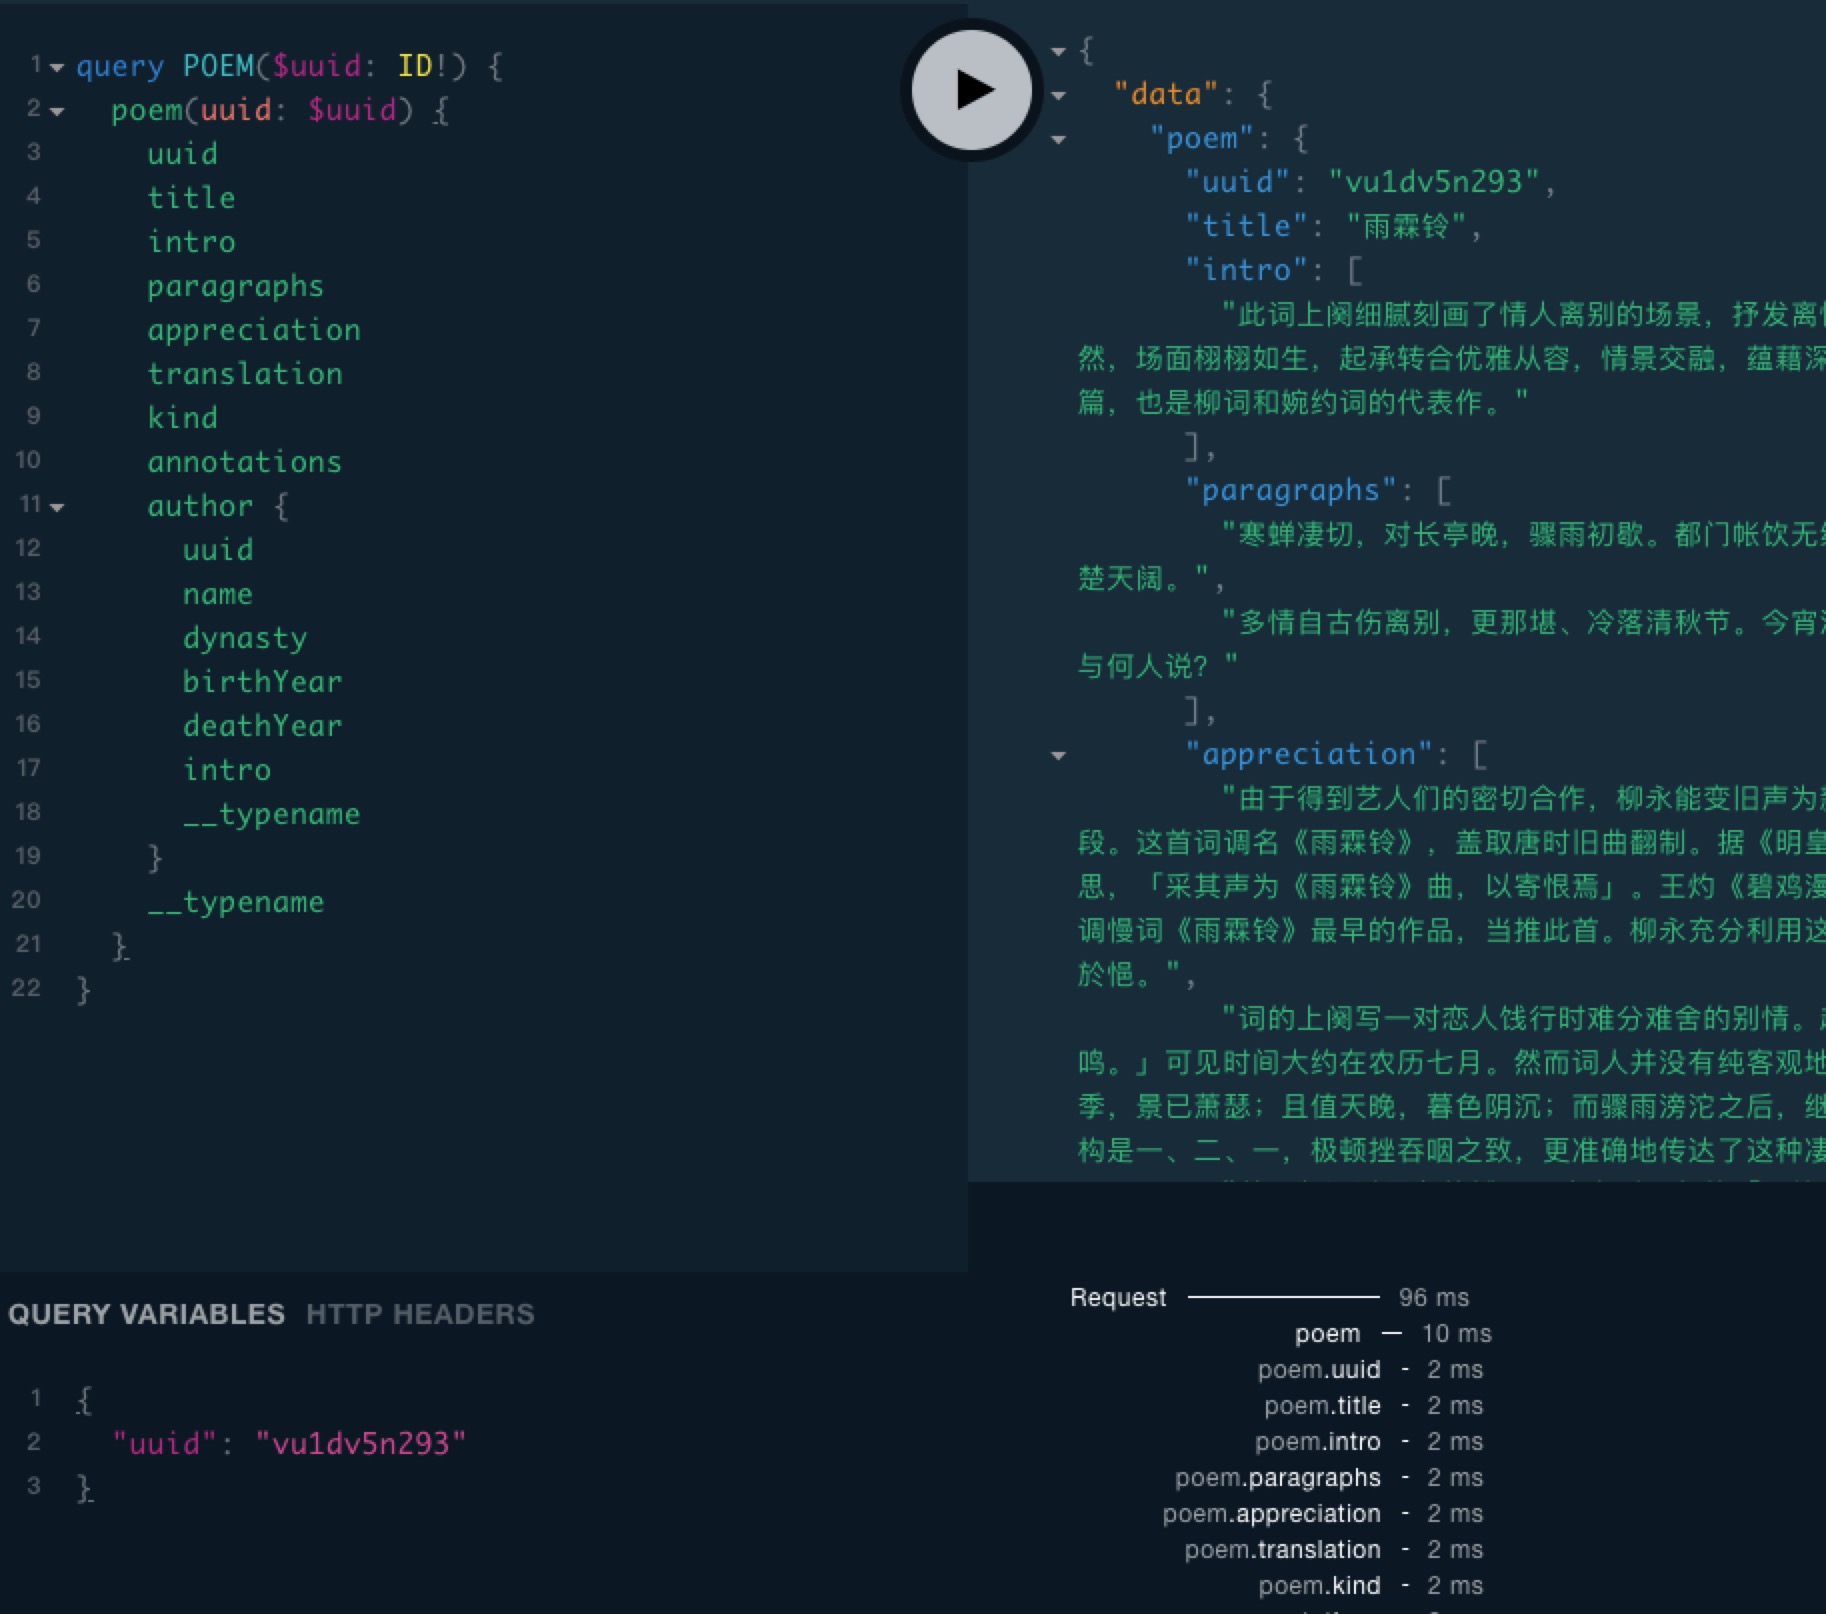 1 query POEM($uuid: ID!) {
2 poem(uuid: $uuid) {
3 uuid
4 title
5 intro
6 paragraphs
7 appreciation
8 translation
9 kind
10 annotations
11 author {
12 uuid
13 name
14 dynasty
15 birthYear
16 deathYear
17 intro
18 __typename
19 }
20 __typename
21 }
22 }
QUERY VARIABLES HTTP HEADERS
1 {
2 "uuid": "vu1dv5n293"
3 }
{
"data": {
"poem": {
"uuid": "vu1dv5n293",
"title": "雨霖铃",
"intro": [
"此词上阕细腻刻画了情人离别的场景，抒发离
然，场面栩栩如生，起承转合优雅从容，情景交融，蕴藉深
篇，也是柳词和婉约词的代表作。"
],
"paragraphs": [
"寒蝉凄切，对长亭晚，骤雨初歇。都门帐饮无
楚天阔。",
"多情自古伤离别，更那堪、冷落清秋节。今宵
与何人说？"
],
"appreciation": [
"由于得到艺人们的密切合作，柳永能变旧声为
段。这首词调名《雨霖铃》，盖取唐时旧曲翻制。据《明皇
思，「采其声为《雨霖铃》曲，以寄恨焉」。王灼《碧鸡漫
调慢词《雨霖铃》最早的作品，当推此首。柳永充分利用这
於悒。",
"词的上阕写一对恋人饯行时难分难舍的别情。
鸣。」可见时间大约在农历七月。然而词人并没有纯客观地
季，景已萧瑟；且值天晚，暮色阴沉；而骤雨滂沱之后，继
构是一、二、一，极顿挫吞咽之致，更准确地传达了这种凄
Request 96 ms
poem 10 ms
poem.uuid - 2 ms
poem.title - 2 ms
poem.intro - 2 ms
poem.paragraphs - 2 ms
poem.appreciation - 2 ms
poem.translation - 2 ms
poem.kind - 2 ms